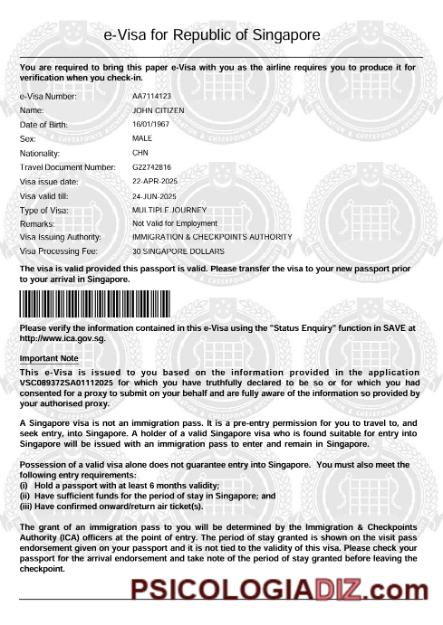 e-Visa for Republic of Singapore
You are required to bring this paper e-Visa with you as the airline requires you to produce it for
verification when you check-in.
e-Visa Number: AA7114123
Name: JOHN CITIZEN
Date of Birth: 16/01/1967
Sex: MALE
Nationality: CHN
Travel Document Number: G22742816
Visa issue date: 22-APR-2025
Visa valid till: 24-JUN-2025
Type of Visa: MULTIPLE JOURNEY
Remarks: Not Valid for Employment
Visa Issuing Authority: IMMIGRATION & CHECKPOINTS AUTHORITY
Visa Processing Fee: 30 SINGAPORE DOLLARS
The visa is valid provided this passport is valid. Please transfer the visa to your new passport prior
to your arrival in Singapore.
Please verify the information contained in this e-Visa using the "Status Enquiry" function in SAVE at
http://www.ica.gov.sg.
Important Note
This e-Visa is issued to you based on the information provided in the application
VSC089372SA01112025 for which you have truthfully declared to be so or for which you had
consented for a proxy to submit on your behalf and are fully aware of the information so provided by
your authorised proxy.
A Singapore visa is not an immigration pass. It is a pre-entry permission for you to travel to, and
seek entry, into Singapore. A holder of a valid Singapore visa who is found suitable for entry into
Singapore will be issued with an immigration pass to enter and remain in Singapore.
Possession of a valid visa alone does not guarantee entry into Singapore. You must also meet the
following entry requirements:
(i) Hold a passport with at least 6 months validity;
(ii) Have sufficient funds for the period of stay in Singapore; and
(iii) Have confirmed onward/return air ticket(s).
The grant of an immigration pass to you will be determined by the Immigration & Checkpoints
Authority (ICA) officers at the point of entry. The period of stay granted is shown on the visit pass
endorsement given on your passport and it is not tied to the validity of this visa. Please check your
passport for the arrival endorsement and take note of the period of stay granted before leaving the
checkpoint.
PSICOLOGIADIZ.com